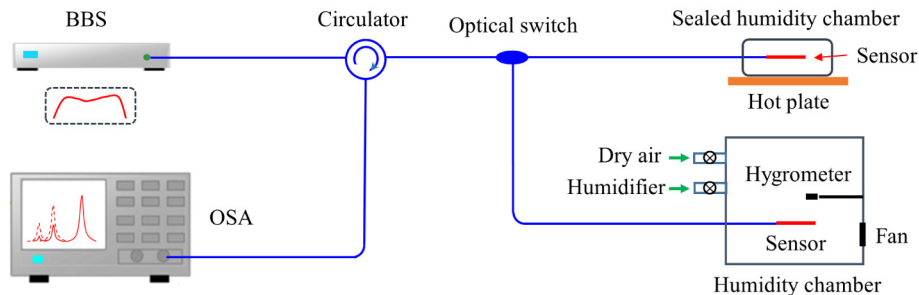 BBS
Circulator
Optical switch
Sealed humidity chamber
Sensor
Hot plate
OSA
Dry air
Humidifier
Hygrometer
Sensor
Fan
Humidity chamber